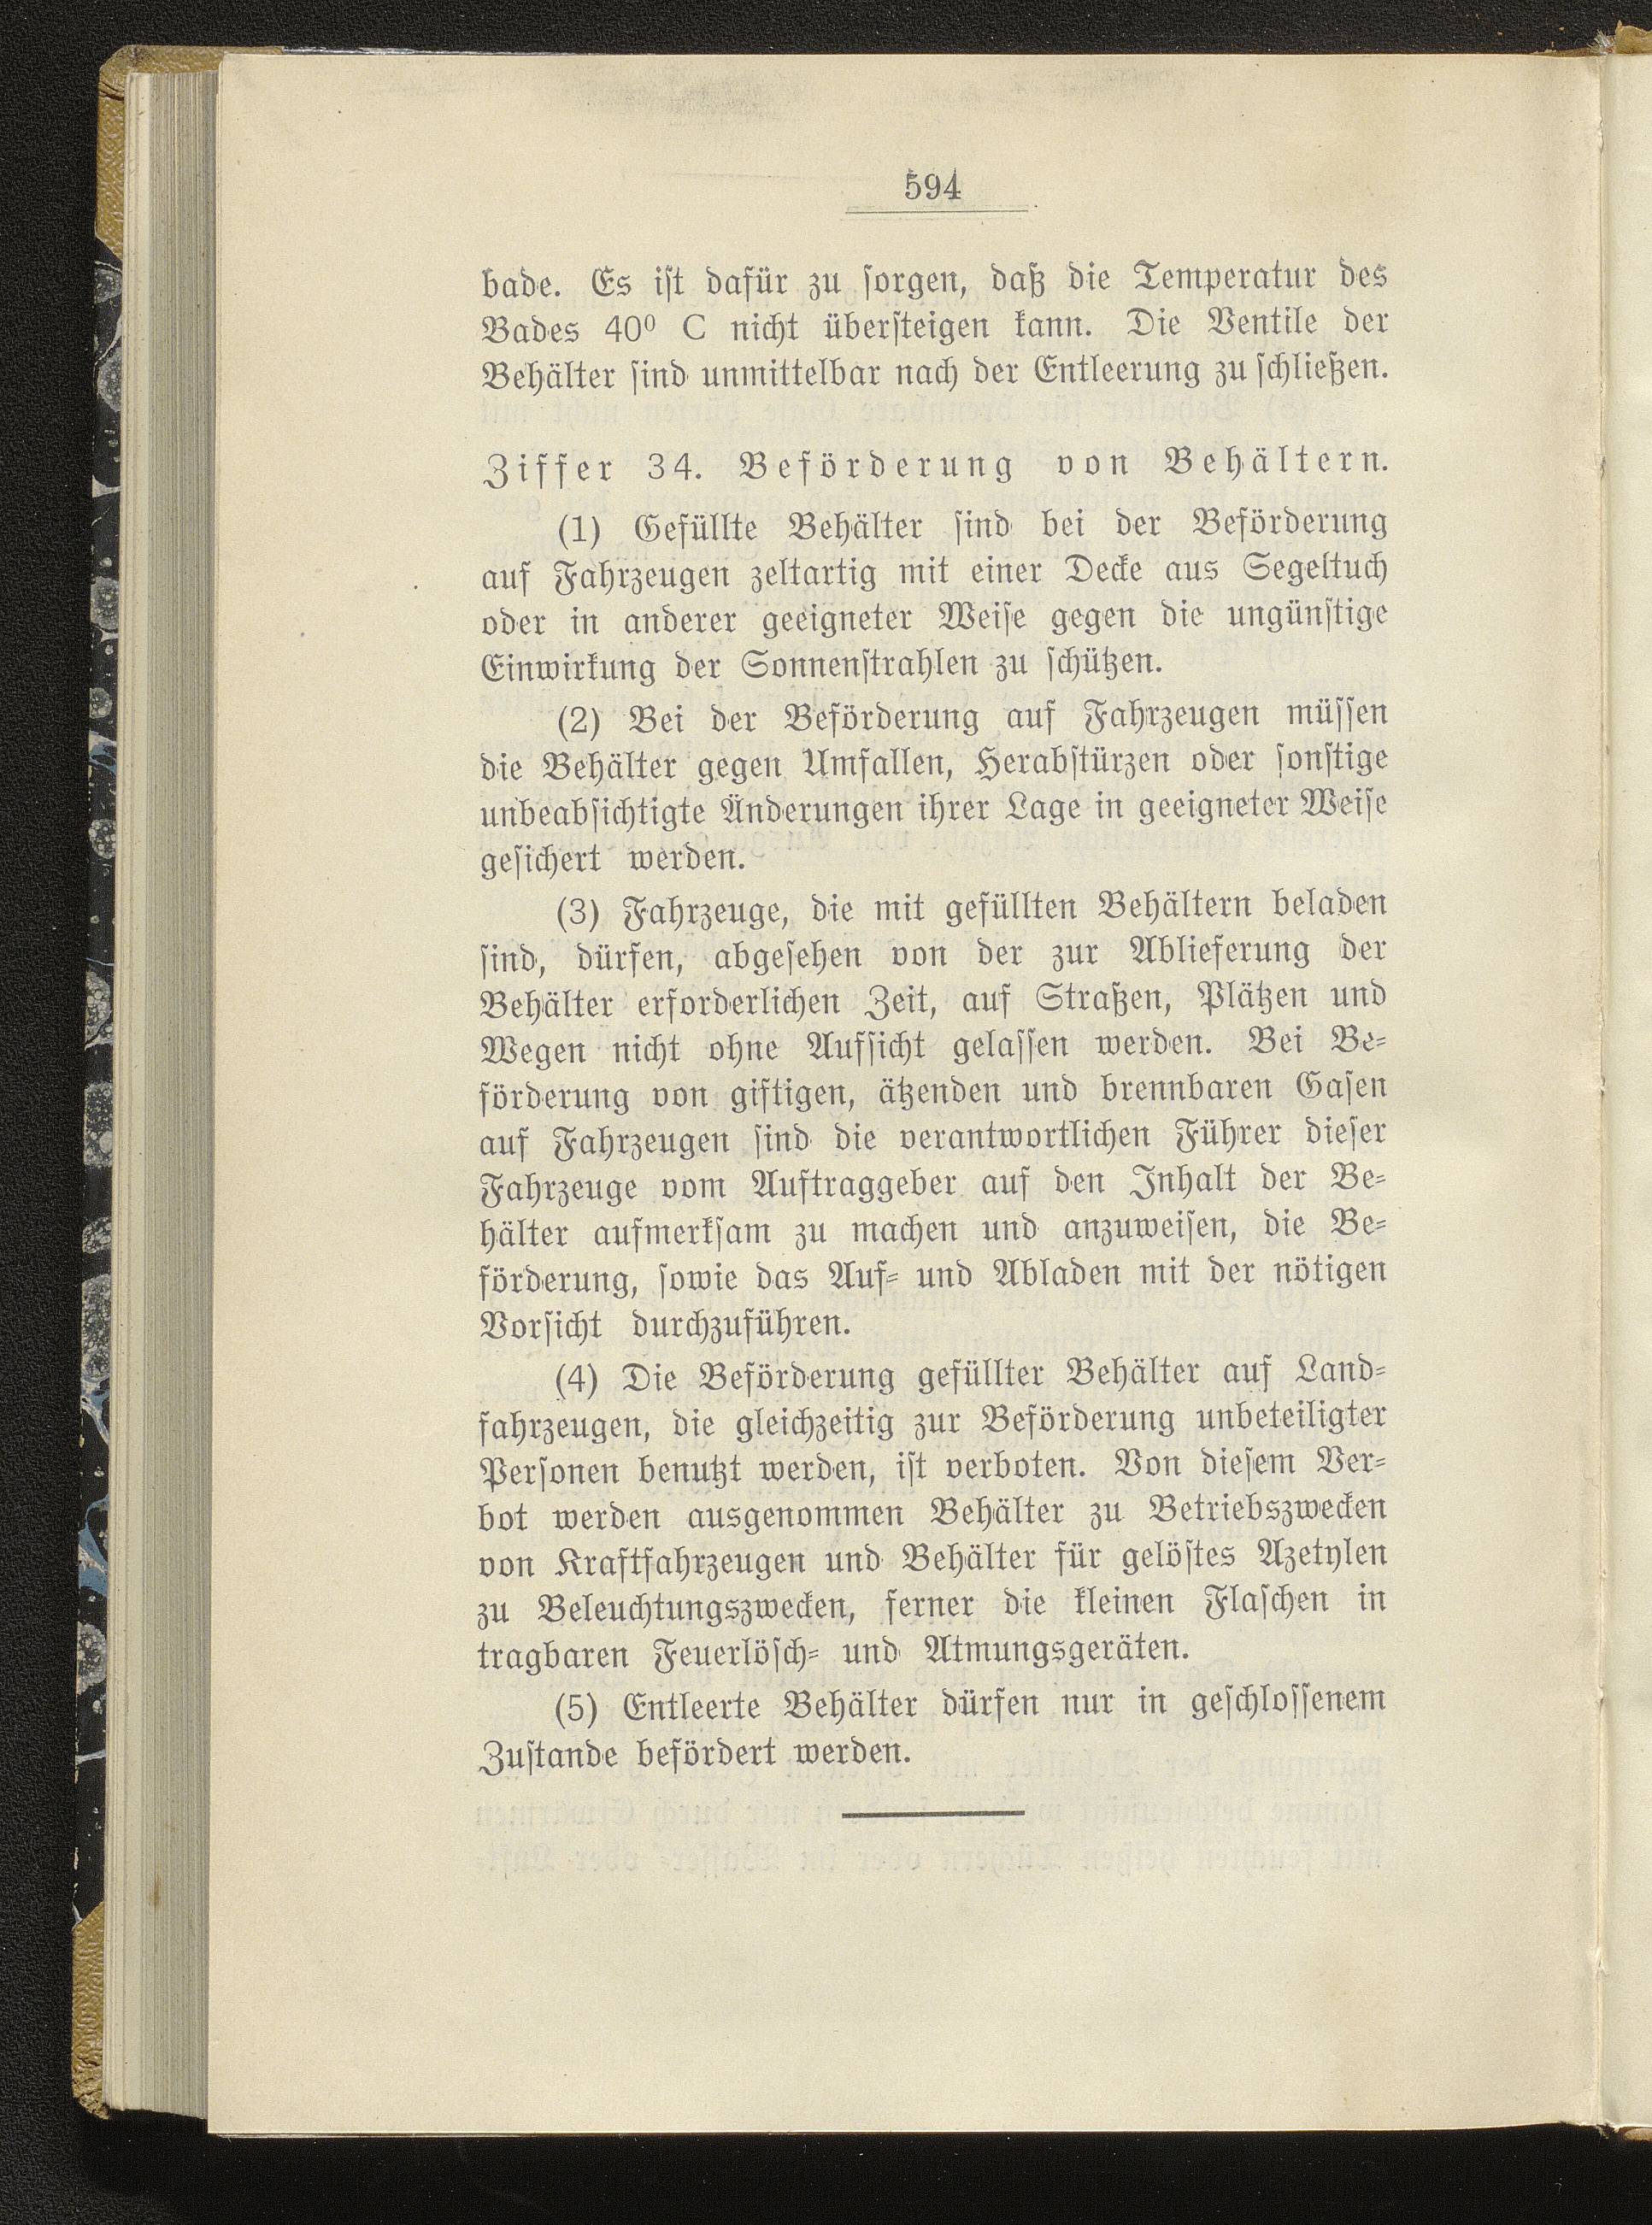 594
bade. Es ist dafür zu sorgen, daß die Temperatur des
Bades 40⁰ C nicht übersteigen kann. Die Ventile der
Behälter sind unmittelbar nach der Entleerung zu schließen.
Ziffer 34. Beförderung von Behältern.
(1) Gefüllte Behälter sind bei der Beförderung
auf Fahrzeugen zeltartig mit einer Decke aus Segeltuch
oder in anderer geeigneter Weise gegen die ungünstige
Einwirkung der Sonnenstrahlen zu schützen.
(2) Bei der Beförderung auf Fahrzeugen müssen
die Behälter gegen Umfallen, Herabstürzen oder sonstige
unbeabsichtigte Änderungen ihrer Lage in geeigneter Weise
gesichert werden.
(3) Fahrzeuge, die mit gefüllten Behältern beladen
sind, dürfen, abgesehen von der zur Ablieferung der
Behälter erforderlichen Zeit, auf Straßen, Plätzen und
Wegen nicht ohne Aufsicht gelassen werden. Bei Be-
förderung von giftigen, ätzenden und brennbaren Gasen
auf Fahrzeugen sind die verantwortlichen Führer dieser
Fahrzeuge vom Auftraggeber auf den Inhalt der Be-
hälter aufmerksam zu machen und anzuweisen, die Be-
förderung, sowie das Auf- und Abladen mit der nötigen
Vorsicht durchzuführen.
(4) Die Beförderung gefüllter Behälter auf Land-
fahrzeugen, die gleichzeitig zur Beförderung unbeteiligter
Personen benutzt werden, ist verboten. Von diesem Ver-
bot werden ausgenommen Behälter zu Betriebszwecken
von Kraftfahrzeugen und Behälter für gelöstes Azetylen
zu Beleuchtungszwecken, ferner die kleinen Flaschen in
tragbaren Feuerlösch- und Atmungsgeräten.
(5) Entleerte Behälter dürfen nur in geschlossenem
Zustande befördert werden.